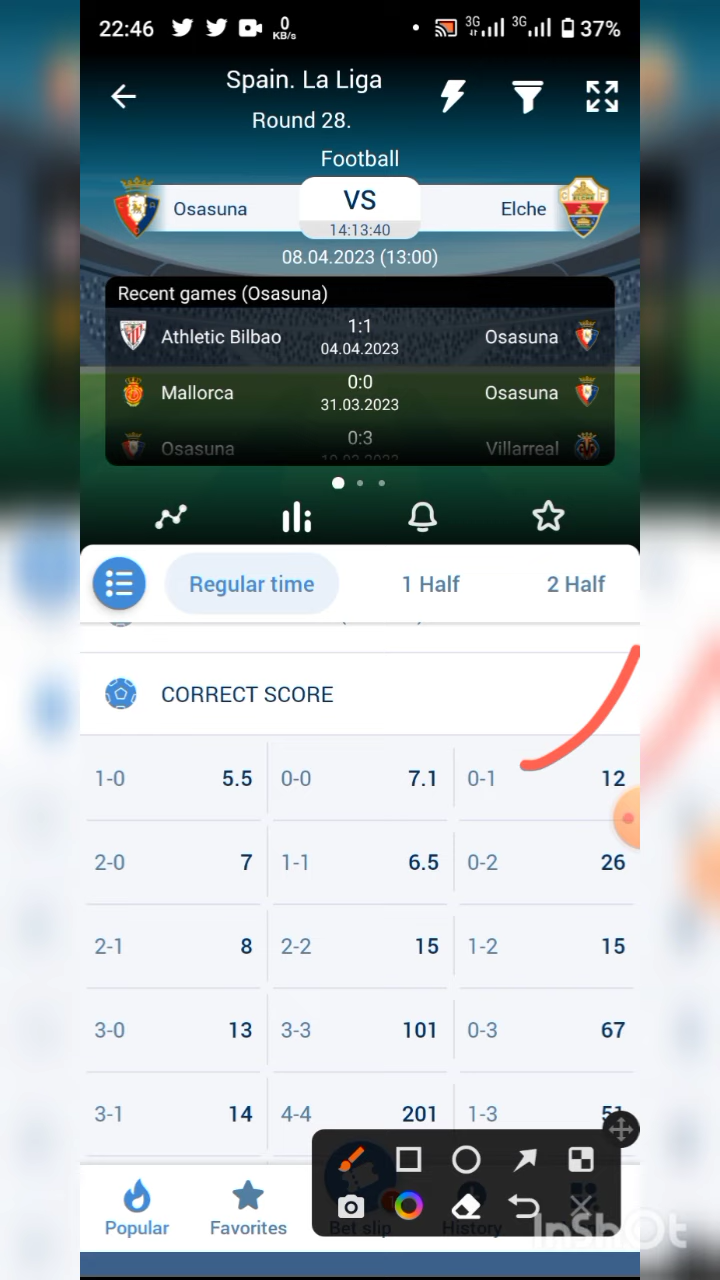 22:46 0 KB/s 3G 3G 37%
Spain. La Liga
Round 28.
Football
Osasuna VS Elche
14:13:40
08.04.2023 (13:00)
Recent games (Osasuna)
Athletic Bilbao 1:1 Osasuna
04.04.2023
Mallorca 0:0 Osasuna
31.03.2023
Osasuna 0:3 Villarreal
Regular time 1 Half 2 Half
CORRECT SCORE
1-0 5.5 0-0 7.1 0-1 12
2-0 7 1-1 6.5 0-2 26
2-1 8 2-2 15 1-2 15
3-0 13 3-3 101 0-3 67
3-1 14 4-4 201 1-3 51
Popular Favorites Bet slip History
InShOt